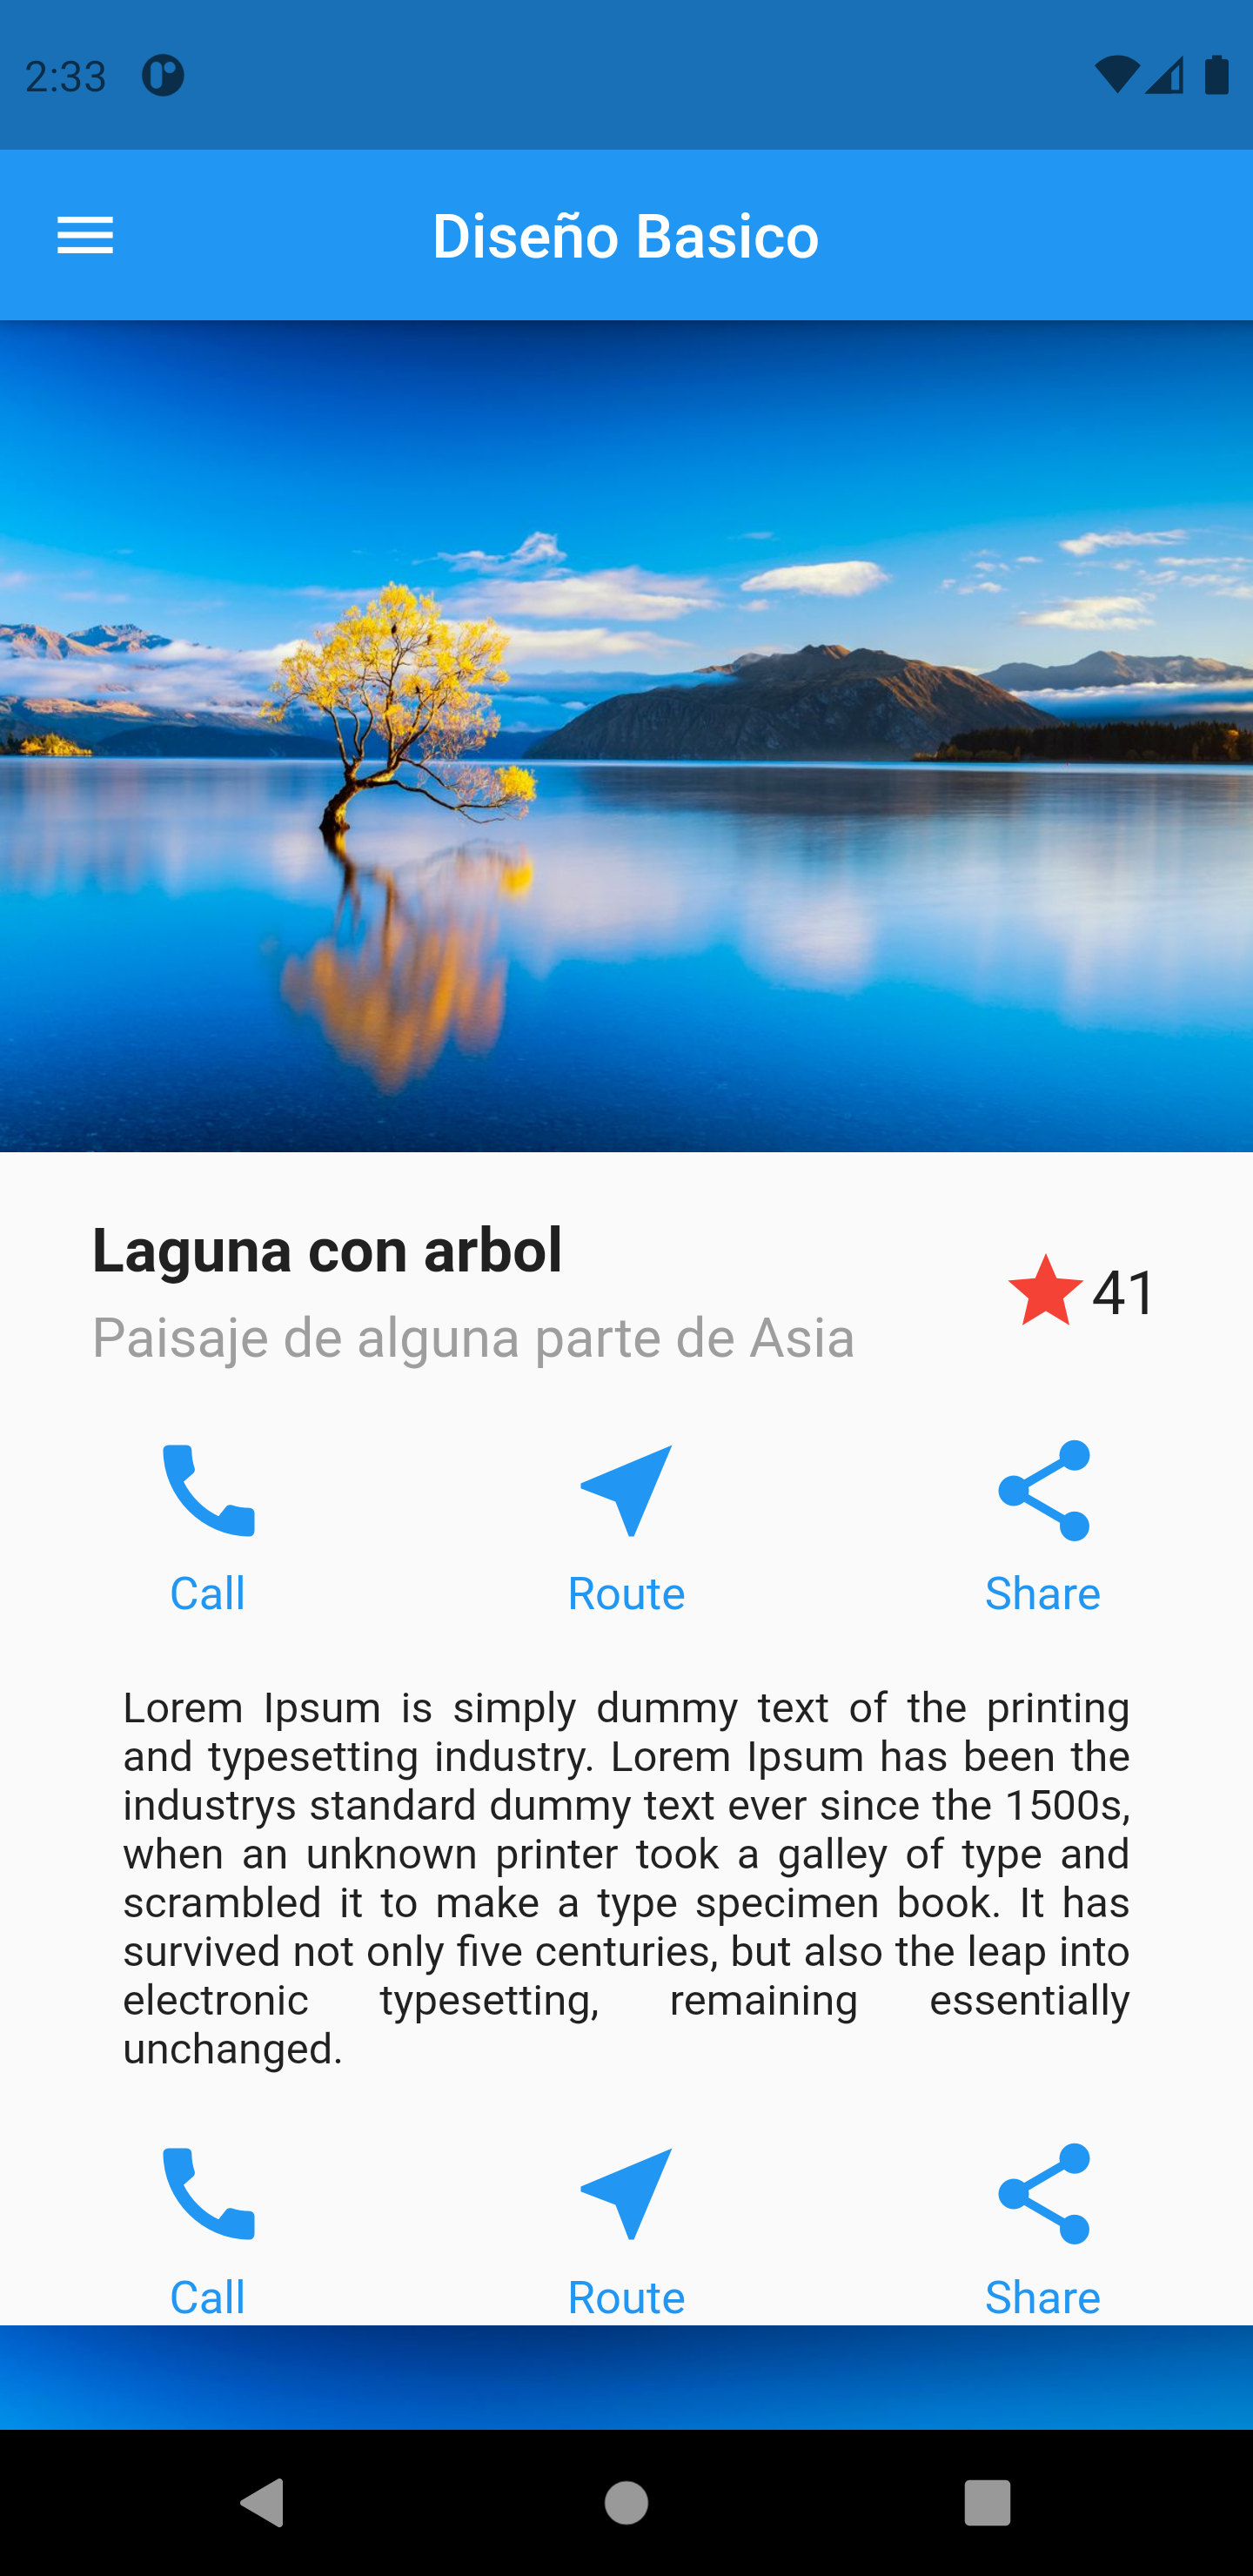 2:33
Diseño Basico
Laguna con arbol
Paisaje de alguna parte de Asia
41
Call Route Share
Lorem Ipsum is simply dummy text of the printing
and typesetting industry. Lorem Ipsum has been the
industrys standard dummy text ever since the 1500s,
when an unknown printer took a galley of type and
scrambled it to make a type specimen book. It has
survived not only five centuries, but also the leap into
electronic typesetting, remaining essentially
unchanged.
Call Route Share